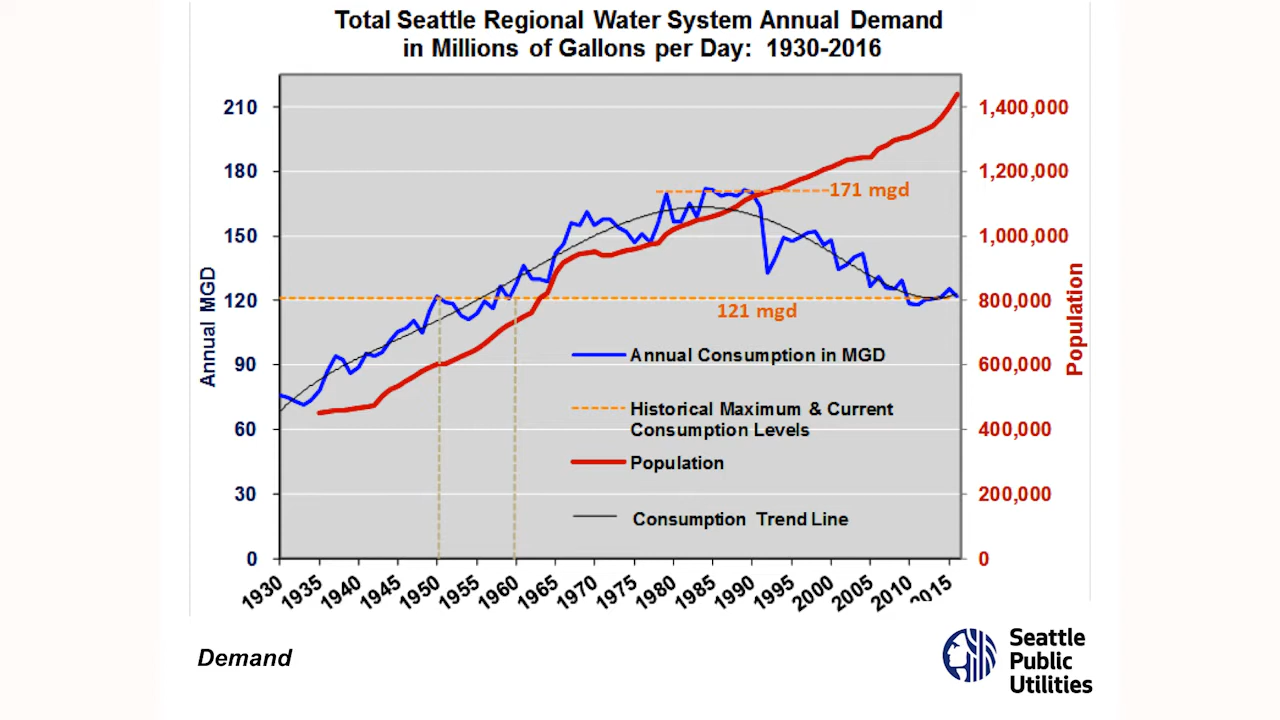 Total Seattle Regional Water System Annual Demand
in Millions of Gallons per Day: 1930-2016
210
180
150
120
90
60
30
0
Annual MGD
1,400,000
1,200,000
1,000,000
800,000
600,000
400,000
200,000
0
Population
171 mgd
121 mgd
Annual Consumption in MGD
Historical Maximum & Current
Consumption Levels
Population
Consumption Trend Line
1930
1935
1940
1945
1950
1955
1960
1965
1970
1975
1980
1985
1990
1995
2000
2005
2010
2015
Demand
Seattle
Public
Utilities